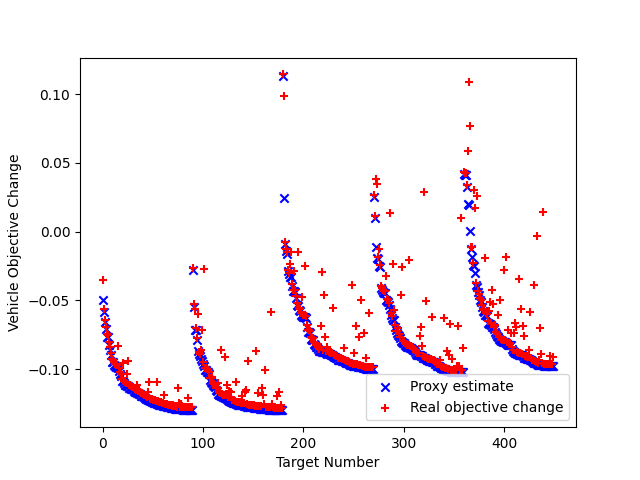 0.10
0.05
0.00
−0.05
−0.10
Vehicle Objective Change
Proxy estimate
Real objective change
0 100 200 300 400
Target Number